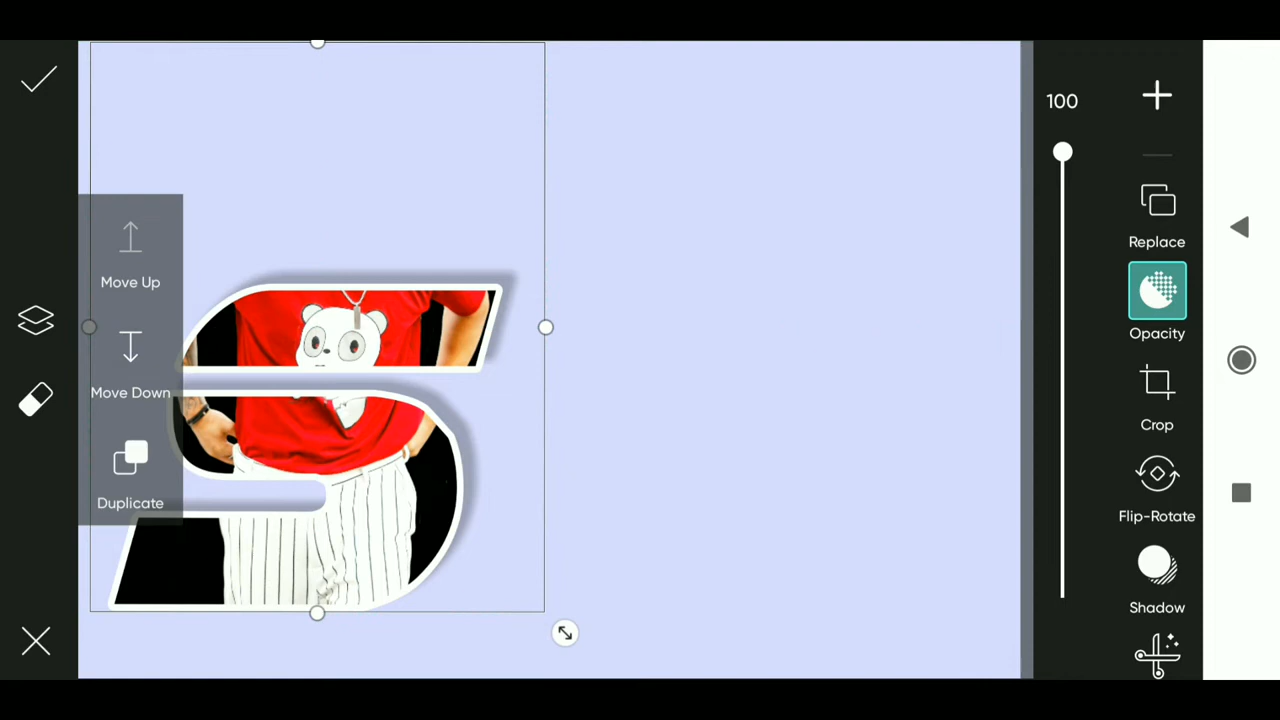 100
Move Up
Move Down
Duplicate
Replace
Opacity
Crop
Flip-Rotate
Shadow